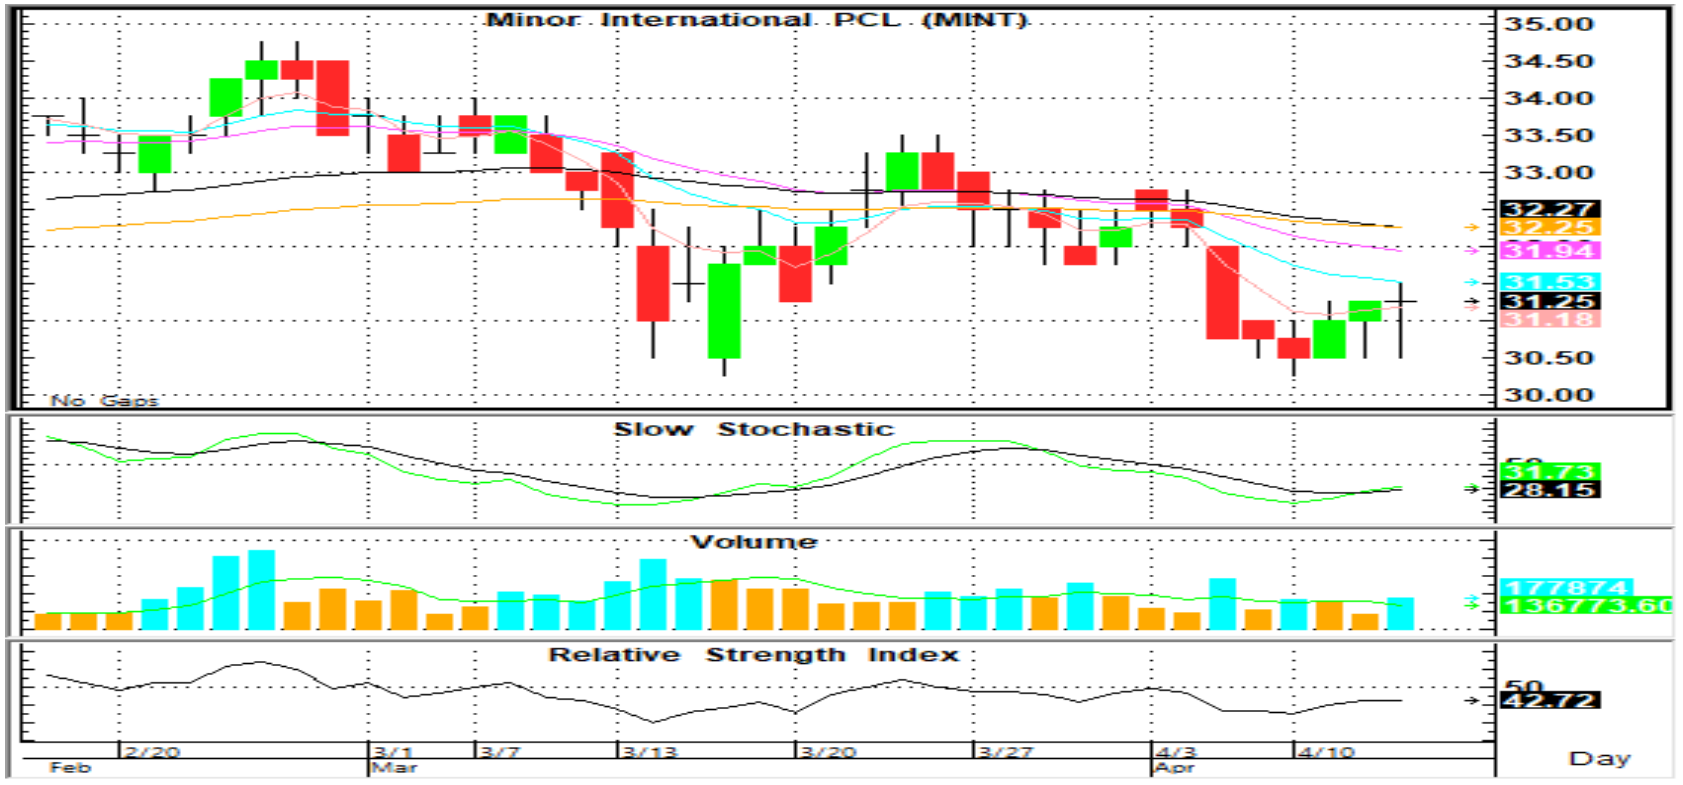 Minor International PCL (MINT)
35.00
34.50
34.00
33.50
33.00
32.27
32.25
31.94
31.53
31.25
31.18
30.50
30.00
No Gaps
Slow Stochastic
50
31.73
28.15
Volume
177874
136773.60
Relative Strength Index
50
42.72
2/20 3/1 3/7 3/13 3/20 3/27 4/3 4/10
Feb Mar Apr
Day